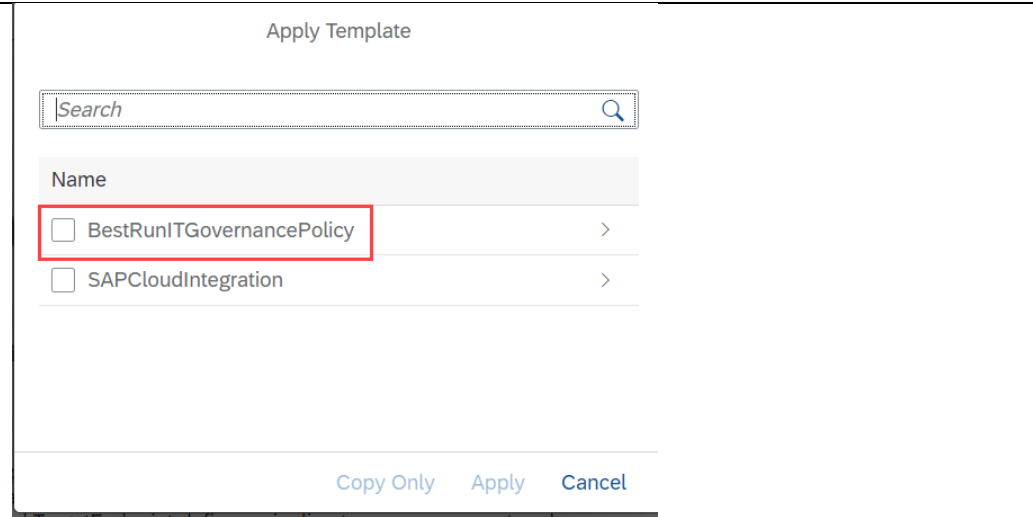 Apply Template
Search
Name
BestRunITGovernancePolicy
SAPCloudIntegration
Copy Only Apply Cancel